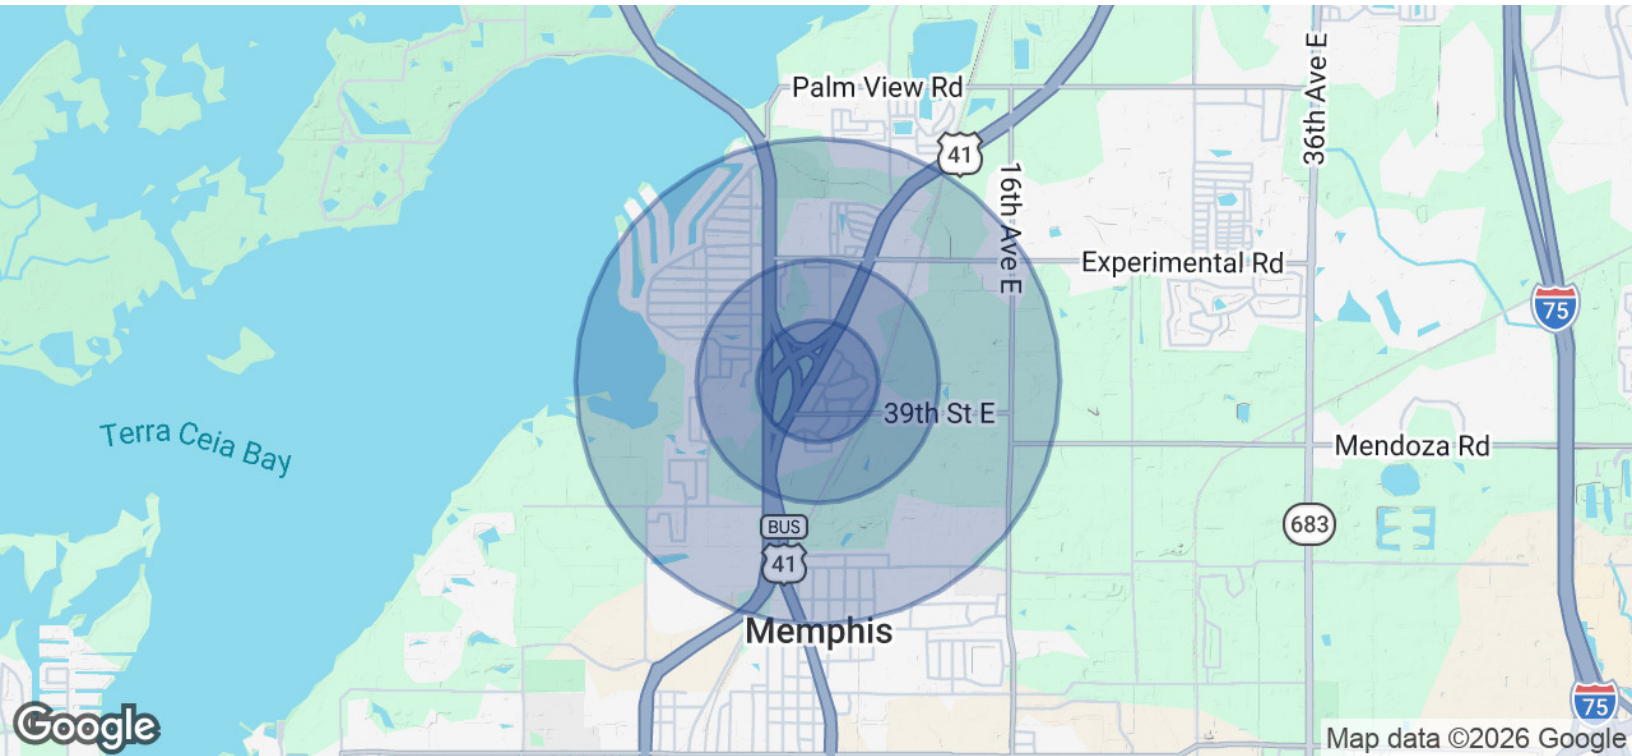 36th Ave E
Palm View Rd
41
16th Ave E
Experimental Rd
75
39th St E
Terra Ceia Bay
Mendoza Rd
BUS
41
683
Memphis
75
Google
Map data ©2026 Google